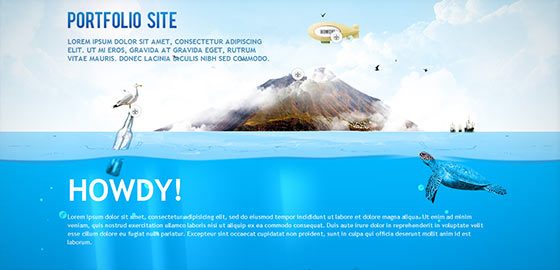 PORTFOLIO SITE
LOREM IPSUM DOLOR SIT AMET, CONSECTETUR ADIPISCING ELIT.
UT MI EROS, GRAVIDA AT GRAVIDA EGET, RUTRUM
VITAE MAURIS. DONEC LACINIA IACULIS NIBH SED COMMODO.
HOWDY!
HOWDY!
Lorem ipsum dolor sit amet, consectetur adipisicing elit, sed do eiusmod tempor incididunt ut labore et dolore magna aliqua. Ut enim ad minim
veniam, quis nostrud exercitation ullamco laboris nisi ut aliquip ex ea commodo consequat. Duis aute irure dolor in reprehenderit in voluptate velit esse
cillum dolore eu fugiat nulla pariatur. Excepteur sint occaecat cupidatat non proident, sunt in culpa qui officia deserunt mollit anim id est
laborum.